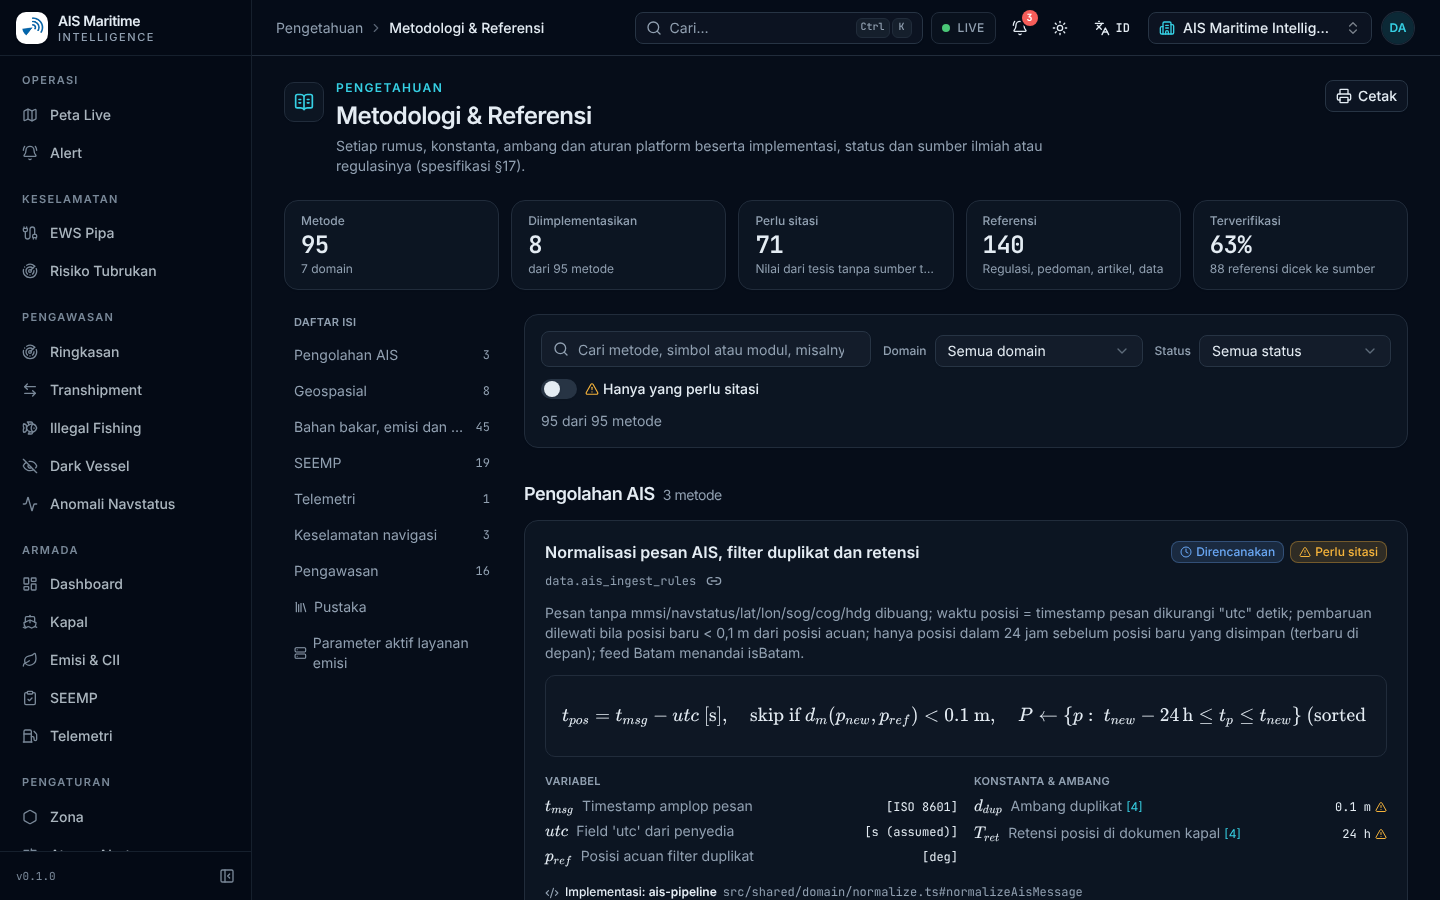 AIS Maritime
INTELLIGENCE
Pengetahuan > Metodologi & Referensi
Cari...
Ctrl K
LIVE
3
ID
AIS Maritime Intellig...
DA
OPERASI
Peta Live
Alert
KESELAMATAN
EWS Pipa
Risiko Tubrukan
PENGAWASAN
Ringkasan
Transhipment
Illegal Fishing
Dark Vessel
Anomali Navstatus
ARMADA
Dashboard
Kapal
Emisi & CII
SEEMP
Telemetri
PENGATURAN
Zona
v0.1.0
PENGETAHUAN
Metodologi & Referensi
Setiap rumus, konstanta, ambang dan aturan platform beserta implementasi, status dan sumber ilmiah atau
regulasinya (spesifikasi §17).
Cetak
Metode
95
7 domain
Diimplementasikan
8
dari 95 metode
Perlu sitasi
71
Nilai dari tesis tanpa sumber t...
Referensi
140
Regulasi, pedoman, artikel, data
Terverifikasi
63%
88 referensi dicek ke sumber
DAFTAR ISI
Pengolahan AIS 3
Geospasial 8
Bahan bakar, emisi dan ... 45
SEEMP 19
Telemetri 1
Keselamatan navigasi 3
Pengawasan 16
Pustaka
Parameter aktif layanan
emisi
Cari metode, simbol atau modul, misalny
Domain Semua domain
Status Semua status
Hanya yang perlu sitasi
95 dari 95 metode
Pengolahan AIS 3 metode
Normalisasi pesan AIS, filter duplikat dan retensi
Direncanakan
Perlu sitasi
data.ais_ingest_rules
Pesan tanpa mmsi/navstatus/lat/lon/sog/cog/hdg dibuang; waktu posisi = timestamp pesan dikurangi "utc" detik; pembaruan
dilewati bila posisi baru < 0,1 m dari posisi acuan; hanya posisi dalam 24 jam sebelum posisi baru yang disimpan (terbaru di
depan); feed Batam menandai isBatam.
t_pos = t_msg − utc [s], skip if d_m(p_new, p_ref) < 0.1 m, P ← {p : t_new − 24 h ≤ t_p ≤ t_new} (sorted
VARIABEL
t_msg Timestamp amplop pesan [ISO 8601]
utc Field 'utc' dari penyedia [s (assumed)]
p_ref Posisi acuan filter duplikat [deg]
KONSTANTA & AMBANG
d_dup Ambang duplikat [4] 0.1 m
T_ret Retensi posisi di dokumen kapal [4] 24 h
Implementasi: ais-pipeline src/shared/domain/normalize.ts#normalizeAisMessage